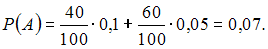 P(A) = 40/100 · 0,1 + 60/100 · 0,05 = 0,07.